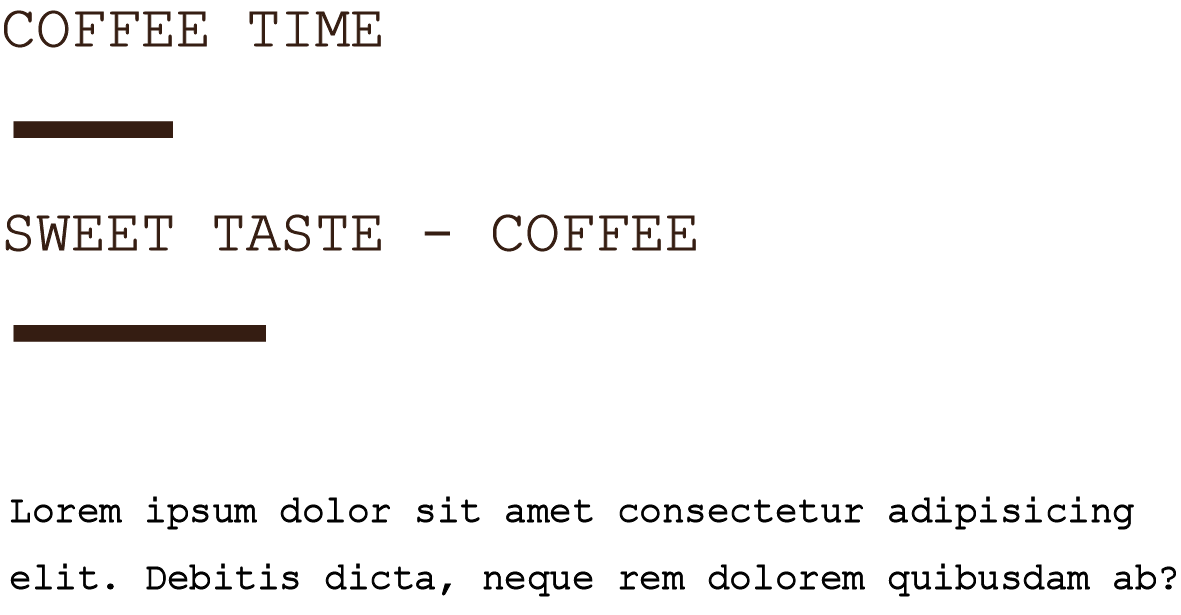 COFFEE TIME
SWEET TASTE - COFFEE
Lorem ipsum dolor sit amet consectetur adipisicing
elit. Debitis dicta, neque rem dolorem quibusdam ab?